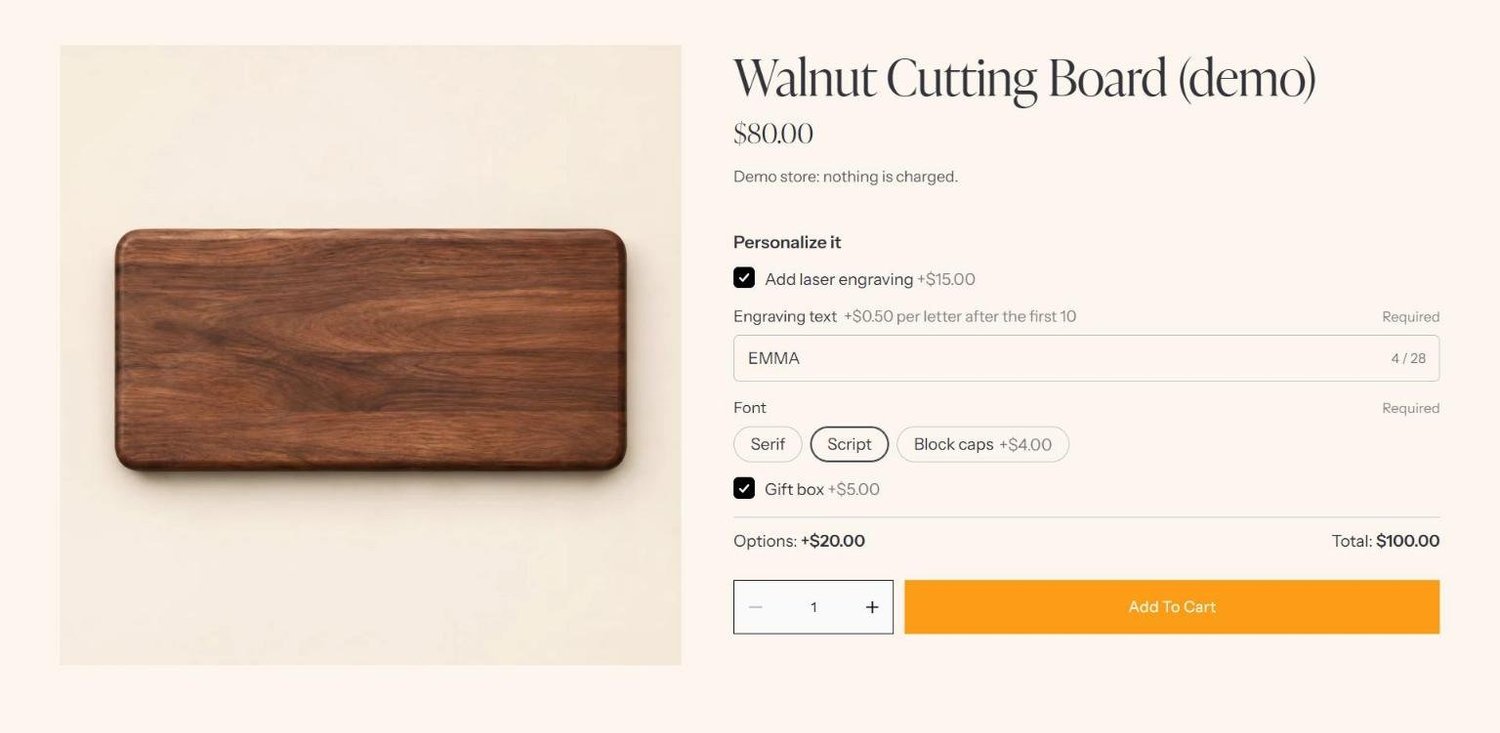 Walnut Cutting Board (demo)
$80.00
Demo store: nothing is charged.
Personalize it
Add laser engraving +$15.00
Engraving text +$0.50 per letter after the first 10 Required
EMMA 4 / 28
Font Required
Serif Script Block caps +$4.00
Gift box +$5.00
Options: +$20.00 Total: $100.00
1 Add To Cart